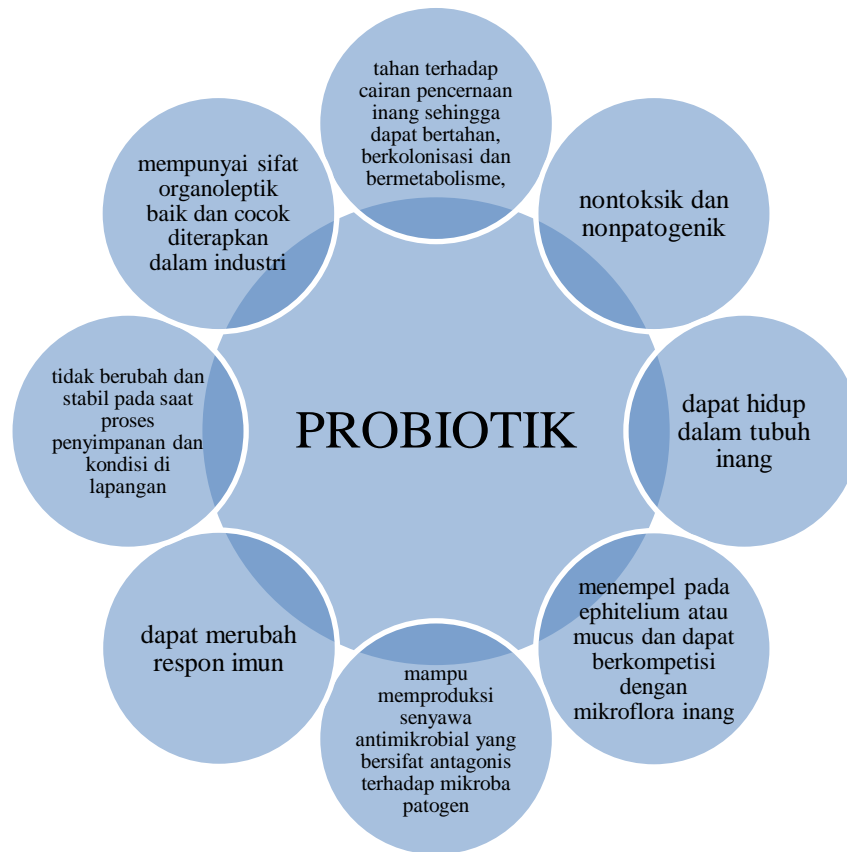 tahan terhadap
cairan pencernaan
inang sehingga
dapat bertahan,
berkolonisasi dan
bermetabolisme,
nontoksik dan
nonpatogenik
dapat hidup
dalam tubuh
inang
menempel pada
ephitelium atau
mucus dan dapat
berkompetisi
dengan
mikroflora inang
mampu
memproduksi
senyawa
antimikrobial yang
bersifat antagonis
terhadap mikroba
patogen
dapat merubah
respon imun
tidak berubah dan
stabil pada saat
proses
penyimpanan dan
kondisi di
lapangan
mempunyai sifat
organoleptik
baik dan cocok
diterapkan
dalam industri
PROBIOTIK